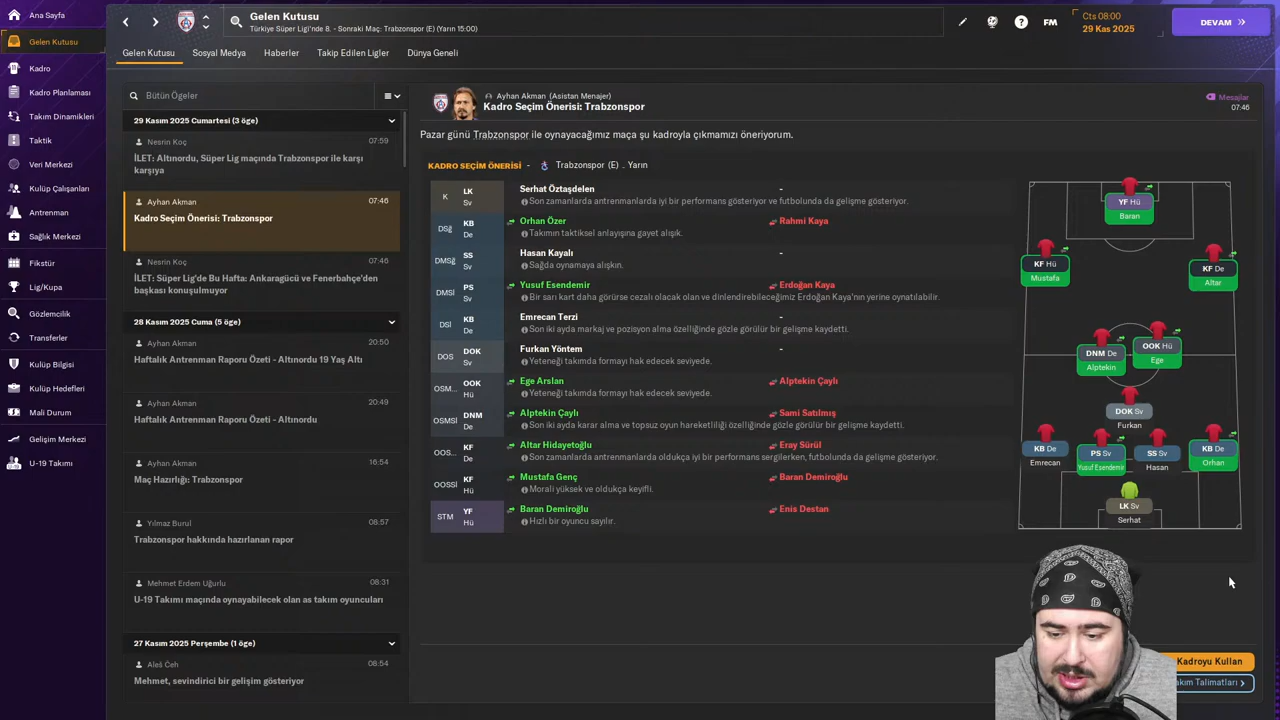 Ana Sayfa
Gelen Kutusu
Kadro
Kadro Planlaması
Takım Dinamikleri
Taktik
Veri Merkezi
Kulüp Çalışanları
Antrenman
Sağlık Merkezi
Fikstür
Lig/Kupa
Gözlemcilik
Transferler
Kulüp Bilgisi
Kulüp Hedefleri
Mali Durum
Gelişim Merkezi
U-19 Takımı
Gelen Kutusu
Türkiye Süper Ligi'nde 8. - Sonraki Maç: Trabzonspor (E) (Yarın 15:00)
FM
Cts 08:00
29 Kas 2025
DEVAM
Gelen Kutusu Sosyal Medya Haberler Takip Edilen Ligler Dünya Geneli
Bütün Ögeler
29 Kasım 2025 Cumartesi (3 öge)
Nesrin Koç 07:59
İLET: Altınordu, Süper Lig maçında Trabzonspor ile karşı
karşıya
Ayhan Akman 07:46
Kadro Seçim Önerisi: Trabzonspor
Nesrin Koç 07:46
İLET: Süper Lig'de Bu Hafta: Ankaragücü ve Fenerbahçe'den
başkası konuşulmuyor
28 Kasım 2025 Cuma (5 öge)
Ayhan Akman 20:50
Haftalık Antrenman Raporu Özeti - Altınordu 19 Yaş Altı
Ayhan Akman 20:49
Haftalık Antrenman Raporu Özeti - Altınordu
Ayhan Akman 16:54
Maç Hazırlığı: Trabzonspor
Yılmaz Burul 08:57
Trabzonspor hakkında hazırlanan rapor
Mehmet Erdem Uğurlu 08:31
U-19 Takımı maçında oynayabilecek olan as takım oyuncuları
27 Kasım 2025 Perşembe (1 öge)
Aleš Čeh 08:54
Mehmet, sevindirici bir gelişim gösteriyor
Ayhan Akman (Asistan Menajer)
Kadro Seçim Önerisi: Trabzonspor
Mesajlar
07:46
Pazar günü Trabzonspor ile oynayacağımız maça şu kadroyla çıkmamızı öneriyorum.
KADRO SEÇİM ÖNERİSİ - Trabzonspor (E) . Yarın
K LK Sv Serhat Öztaşdelen -
Son zamanlarda antrenmanlarda iyi bir performans gösteriyor ve futbolunda da gelişme gösteriyor.
DSğ KB De Orhan Özer Rahmi Kaya
Takımın taktiksel anlayışına gayet alışık.
DMSğ SS Sv Hasan Kayalı -
Sağda oynamaya alışkın.
DMSl PS Sv Yusuf Esendemir Erdoğan Kaya
Bir sarı kart daha görürse cezalı olacak olan ve dinlendirebileceğimiz Erdoğan Kaya'nın yerine oynatılabilir.
DSl KB De Emrecan Terzi -
Son iki ayda markaj ve pozisyon alma özelliğinde gözle görülür bir gelişme kaydetti.
DOS DOK Sv Furkan Yöntem -
Yeteneği takımda formayı hak edecek seviyede.
OSM... OOK Hü Ege Arslan Alptekin Çaylı
Yeteneği takımda formayı hak edecek seviyede.
OSMSl DNM De Alptekin Çaylı Sami Satılmış
Son iki ayda karar alma ve topsuz oyun hareketliliği özelliğinde gözle görülür bir gelişme kaydetti.
OOS... KF De Altar Hidayetoğlu Eray Sürül
Son zamanlarda antrenmanlarda oldukça iyi bir performans sergilerken, futbolunda da gelişme gösteriyor.
OOSSl KF Hü Mustafa Genç Baran Demiroğlu
Morali yüksek ve oldukça keyifli.
STM YF Hü Baran Demiroğlu Enis Destan
Hızlı bir oyuncu sayılır.
YF Hü
Baran
KF Hü
Mustafa
KF De
Altar
DNM De
Alptekin
OOK Hü
Ege
DOK Sv
Furkan
KB De
Emrecan
PS Sv
Yusuf Esendemir
SS Sv
Hasan
KB De
Orhan
LK Sv
Serhat
Kadroyu Kullan
Talimatları